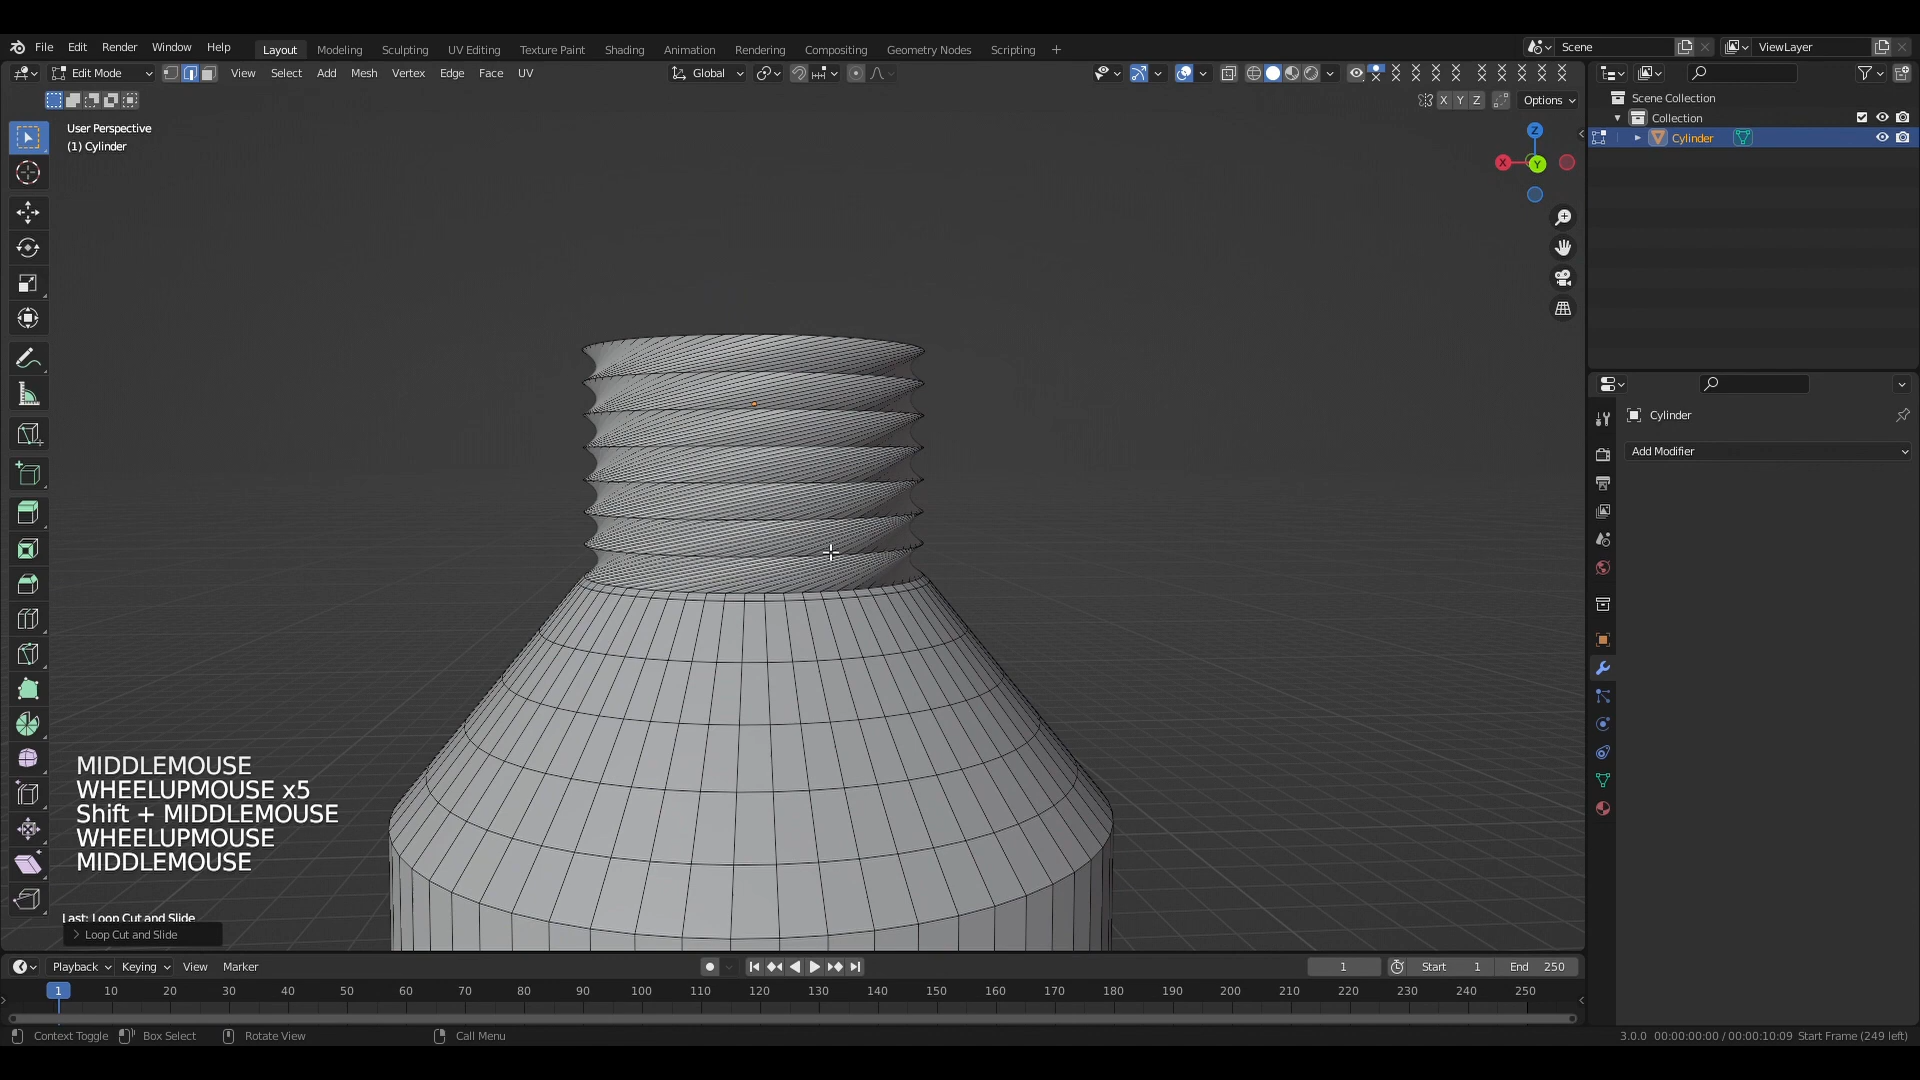 File Edit Render Window Help Layout Modeling Sculpting UV Editing Texture Paint Shading Animation Rendering Compositing Geometry Nodes Scripting + Scene ViewLayer
Edit Mode View Select Add Mesh Vertex Edge Face UV Global
X Y Z Options
User Perspective
(1) Cylinder
Z
X
Y
Scene Collection
Collection
Cylinder
Cylinder
Add Modifier
MIDDLEMOUSE
WHEELUPMOUSE x5
Shift + MIDDLEMOUSE
WHEELUPMOUSE
MIDDLEMOUSE
Last: Loop Cut and Slide
Loop Cut and Slide
Playback Keying View Marker 1 Start 1 End 250
1 10 20 30 40 50 60 70 80 90 100 110 120 130 140 150 160 170 180 190 200 210 220 230 240 250
Context Toggle Box Select Rotate View Call Menu 3.0.0 00:00:00:00 / 00:00:10:09 Start Frame (249 left)